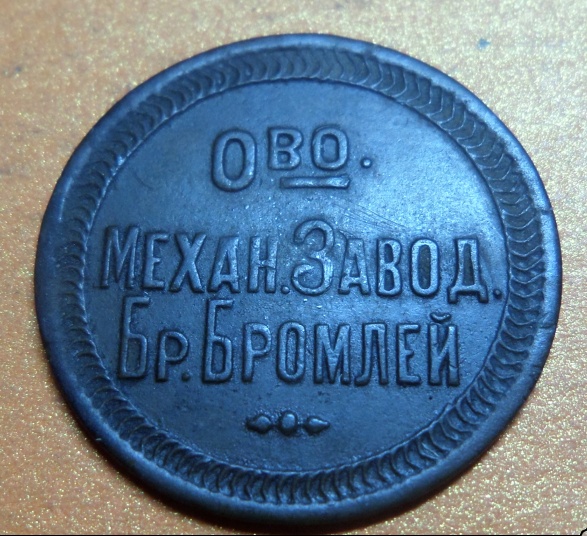 Ово.
Механ. Завод.
Бр. Бромлей